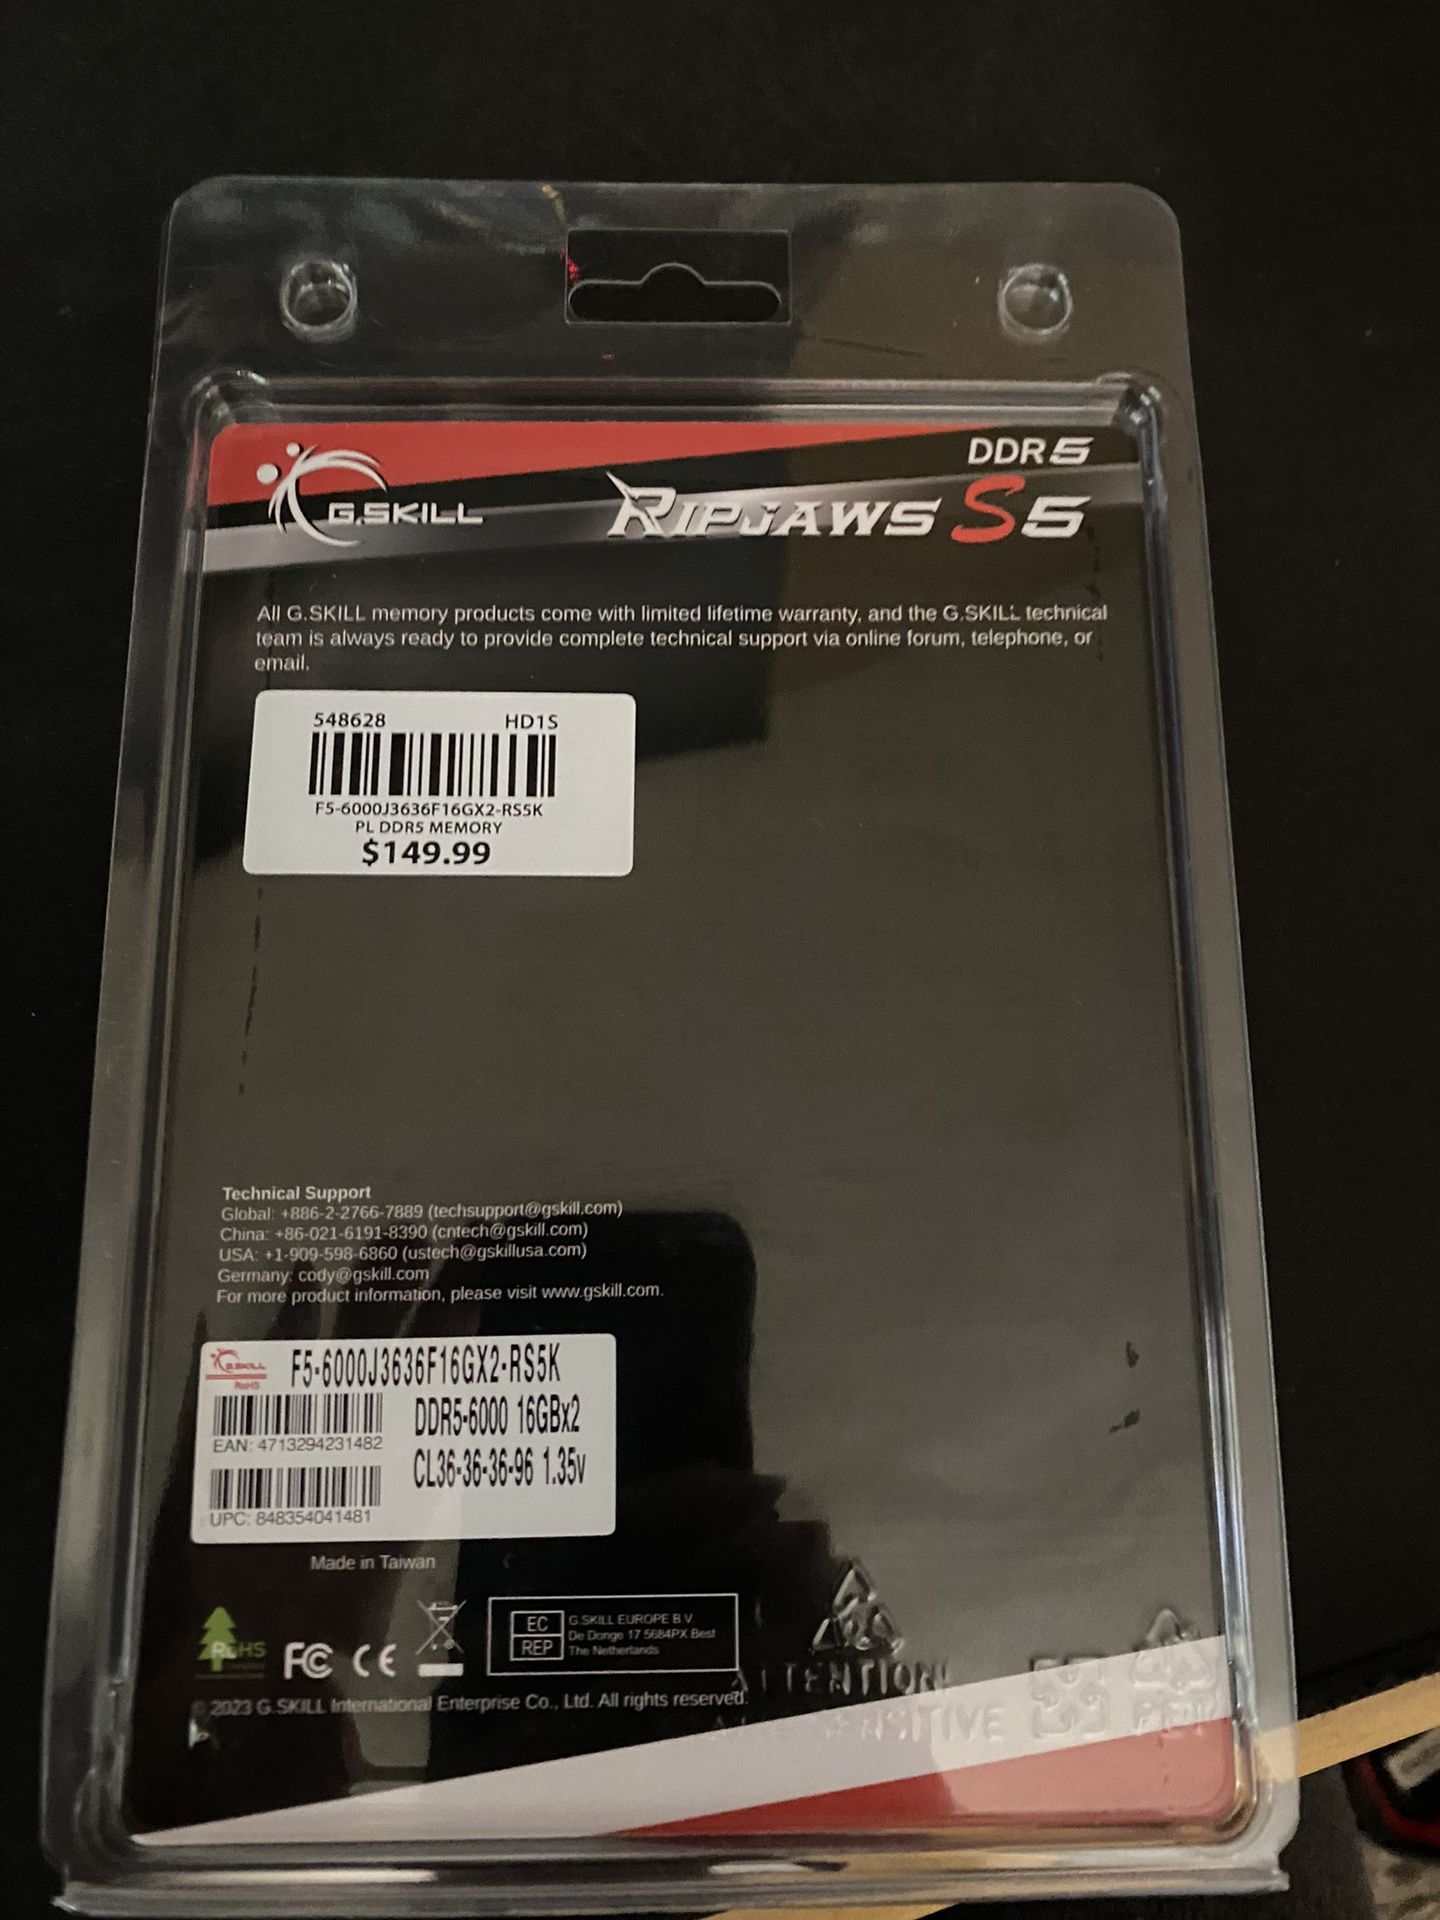 DDR5
G.SKILL
RIPJAWS S5
All G.SKILL memory products come with limited lifetime warranty, and the G.SKILL technical
team is always ready to provide complete technical support via online forum, telephone, or
email.
548628 HD1S
F5-6000J3636F16GX2-RS5K
PL DDR5 MEMORY
$149.99
Technical Support
Global: +886-2-2766-7889 (techsupport@gskill.com)
China: +86-021-6191-8390 (cntech@gskill.com)
USA: +1-909-598-6860 (ustech@gskillusa.com)
Germany: cody@gskill.com
For more product information, please visit www.gskill.com.
G.SKILL
RoHS
F5-6000J3636F16GX2-RS5K
DDR5-6000 16GBx2
EAN: 4713294231482
CL36-36-36-96 1.35v
UPC: 848354041481
Made in Taiwan
RoHS
FC CE
EC REP
G.SKILL EUROPE B.V.
De Donge 17 5684PX Best
The Netherlands
ATTENTION!
SENSITIVE
PET
© 2023 G.SKILL International Enterprise Co., Ltd. All rights reserved.